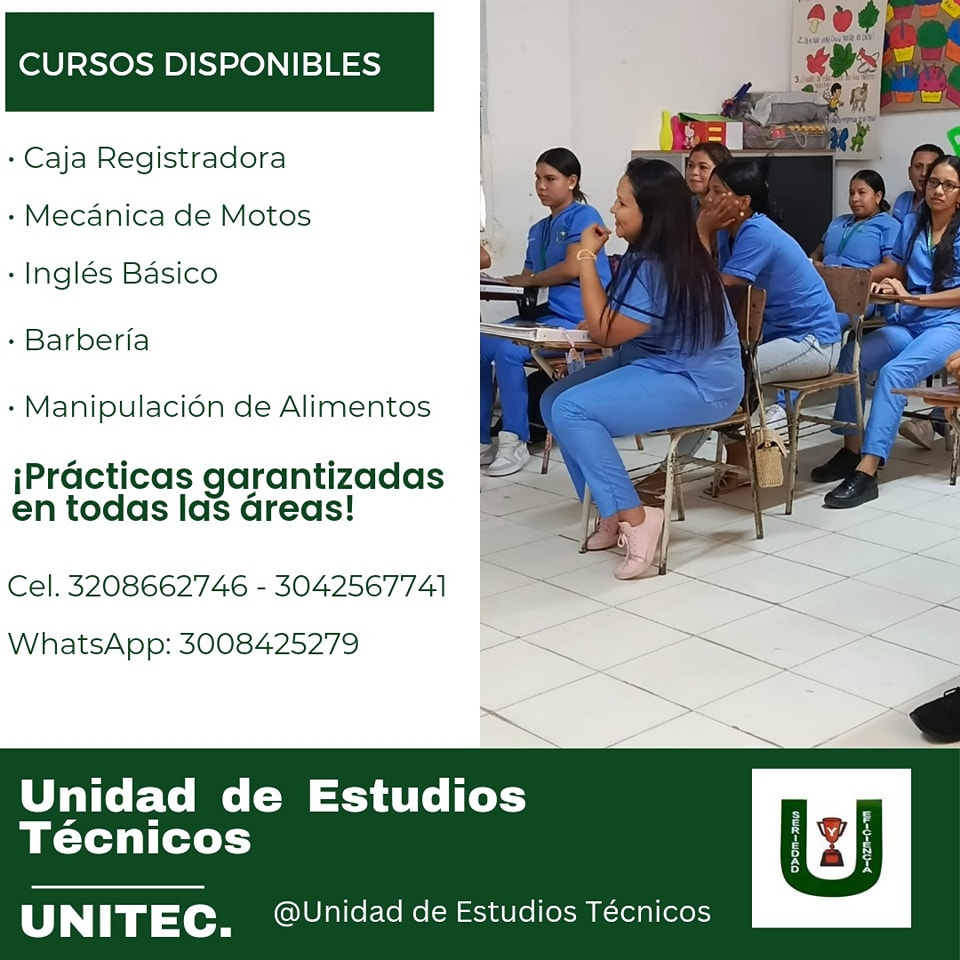 CURSOS DISPONIBLES
• Caja Registradora
• Mecánica de Motos
• Inglés Básico
• Barbería
• Manipulación de Alimentos
¡Prácticas garantizadas
en todas las áreas!
Cel. 3208662746 - 3042567741
WhatsApp: 3008425279
Unidad de Estudios
Técnicos
UNITEC.
@Unidad de Estudios Técnicos
SERIEDAD
Y
EFICIENCIA